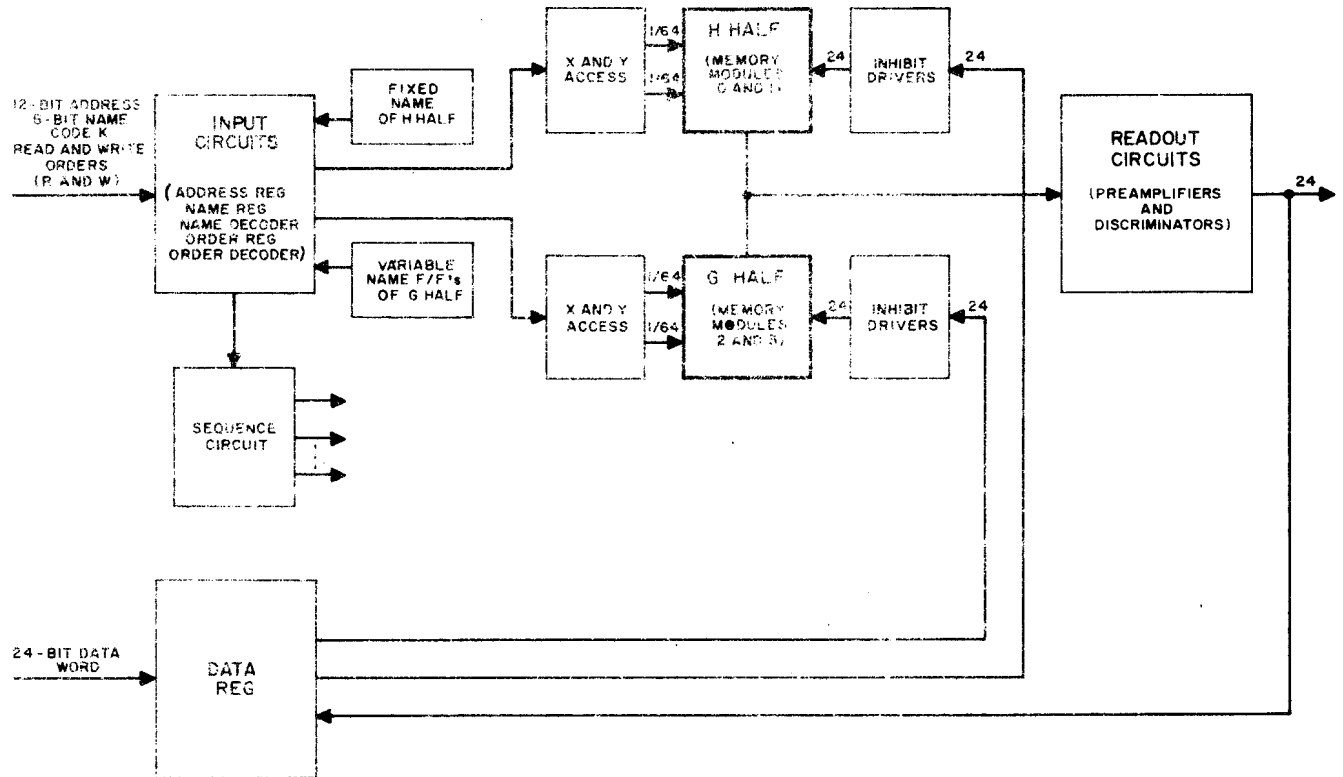 12-BIT ADDRESS
6-BIT NAME
CODE K
READ AND WRITE
ORDERS
(R AND W)
INPUT
CIRCUITS
(ADDRESS REG
NAME REG
NAME DECODER
ORDER REG
ORDER DECODER)
FIXED
NAME
OF H HALF
VARIABLE
NAME F/F's
OF G HALF
SEQUENCE
CIRCUIT
X AND Y
ACCESS
1/64
1/64
H HALF
(MEMORY
MODULES
0 AND 1)
24
INHIBIT
DRIVERS
24
X AND Y
ACCESS
1/64
1/64
G HALF
(MEMORY
MODULES
2 AND 3)
24
INHIBIT
DRIVERS
24
READOUT
CIRCUITS
(PREAMPLIFIERS
AND
DISCRIMINATORS)
24
24-BIT DATA
WORD
DATA
REG